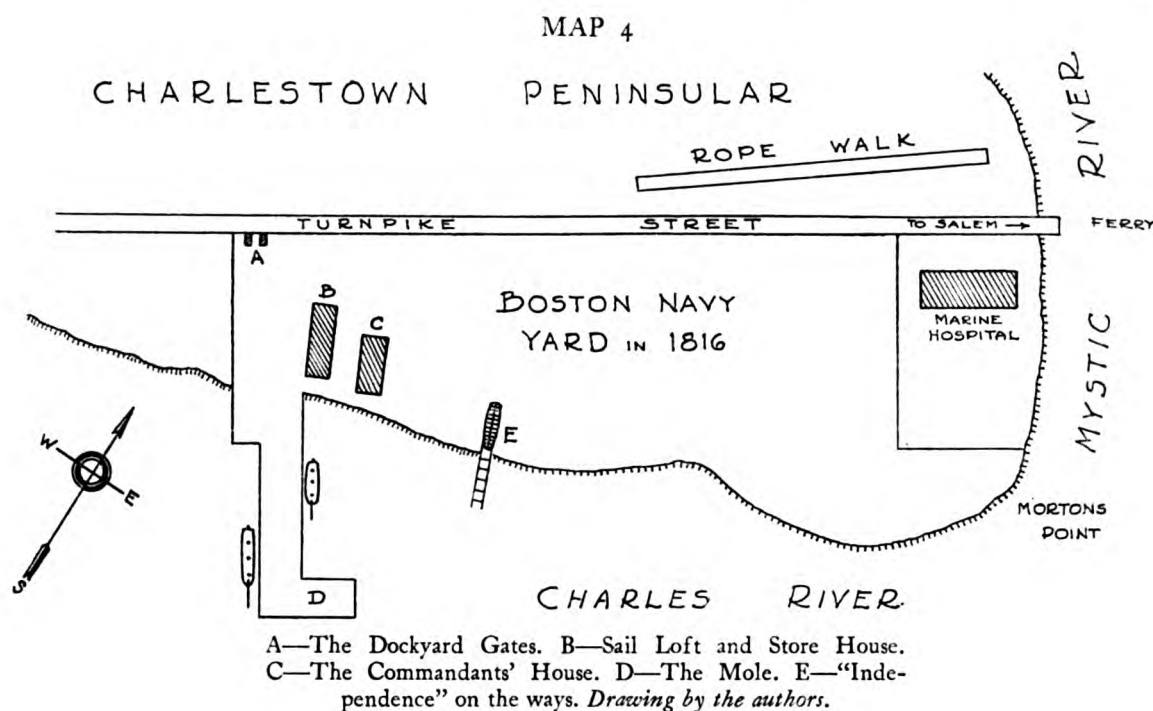 MAP 4
CHARLESTOWN PENINSULAR
RIVER
ROPE WALK
TURNPIKE STREET TO SALEM → FERRY
A
B
C
BOSTON NAVY
YARD IN 1816
MARINE
HOSPITAL
MYSTIC
E
W
E
S
MORTONS
POINT
D
CHARLES RIVER.
A—The Dockyard Gates. B—Sail Loft and Store House.
C—The Commandants' House. D—The Mole. E—“Inde-
pendence” on the ways. Drawing by the authors.